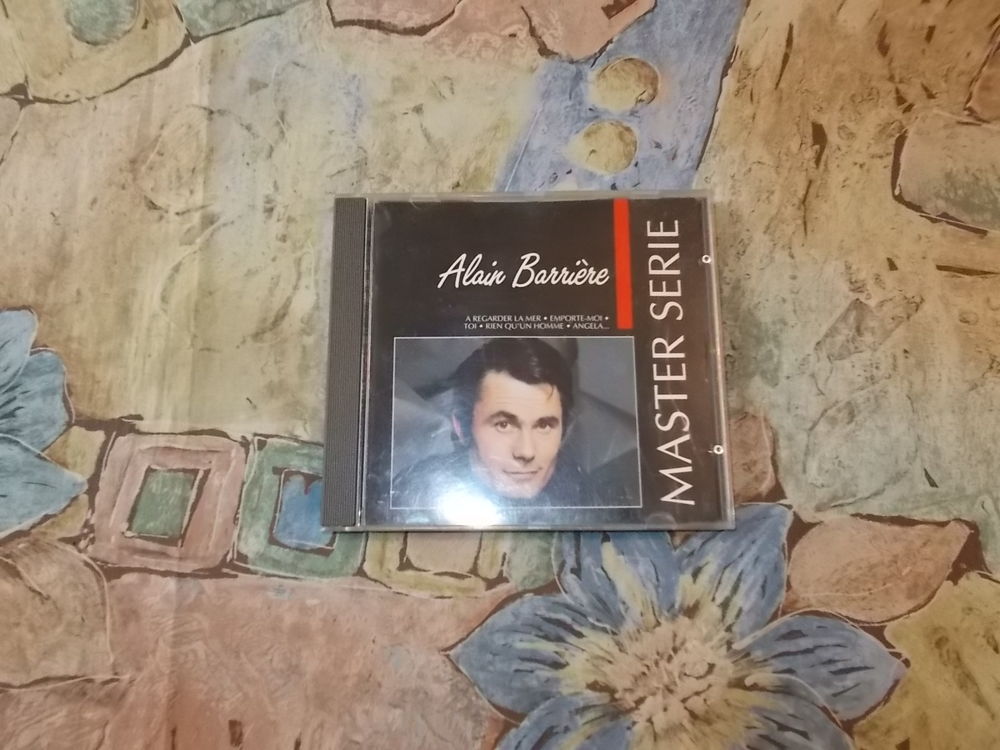 Alain Barrière
A REGARDER LA MER • EMPORTE-MOI •
TOI • RIEN QU'UN HOMME • ANGELA...
MASTER SERIE